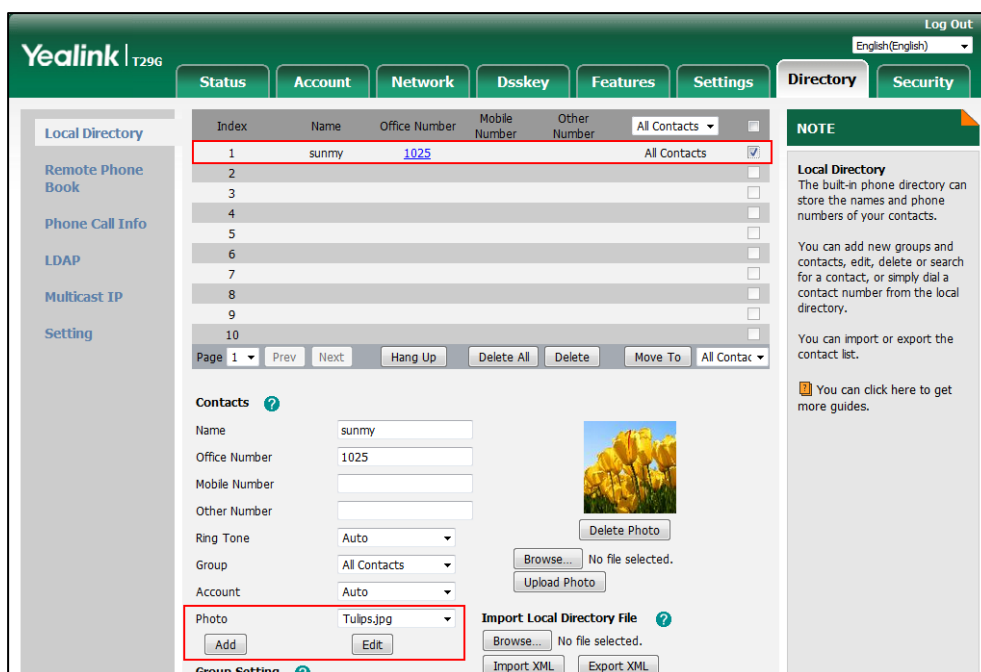 Log Out
Yealink | T29G
English(English)
Status Account Network Dsskey Features Settings Directory Security
Local Directory
Remote Phone
Book
Phone Call Info
LDAP
Multicast IP
Setting
Index Name Office Number Mobile Number Other Number All Contacts
1 sunmy 1025 All Contacts
2
3
4
5
6
7
8
9
10
Page 1 Prev Next Hang Up Delete All Delete Move To All Contac
Contacts ?
Name sunmy
Office Number 1025
Mobile Number
Other Number
Ring Tone Auto
Group All Contacts
Account Auto
Photo Tulips.jpg
Add Edit
Group Setting ?
Delete Photo
Browse... No file selected.
Upload Photo
Import Local Directory File ?
Browse... No file selected.
Import XML Export XML
NOTE
Local Directory
The built-in phone directory can
store the names and phone
numbers of your contacts.
You can add new groups and
contacts, edit, delete or search
for a contact, or simply dial a
contact number from the local
directory.
You can import or export the
contact list.
? You can click here to get
more guides.